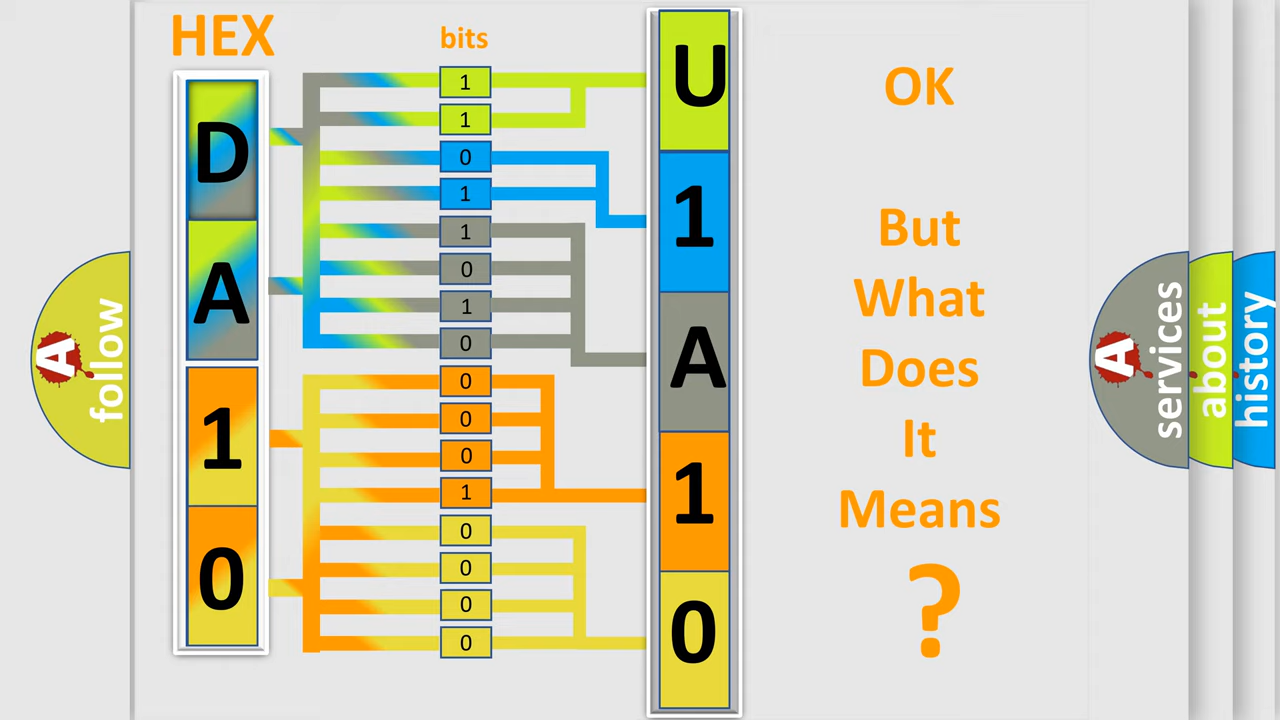 HEX
bits
D
A
1
0
1
1
0
1
1
0
1
0
0
0
0
1
0
0
0
0
U
1
A
1
0
OK
But
What
Does
It
Means
?
A
follow
A
services
about
history